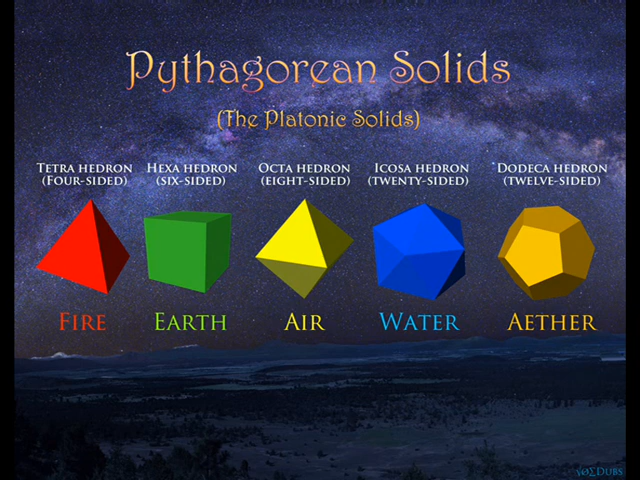 Pythagorean Solids
(The Platonic Solids)
Tetra hedron
(Four-sided)
Hexa hedron
(six-sided)
Octa hedron
(eight-sided)
Icosa hedron
(twenty-sided)
Dodeca hedron
(twelve-sided)
Fire
Earth
Air
Water
Aether